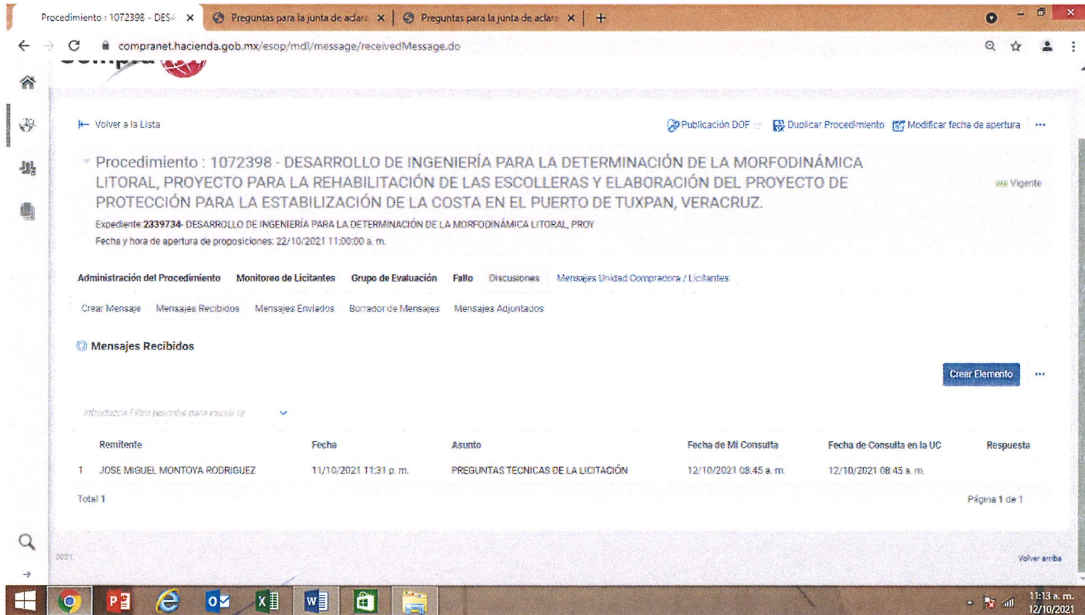 Procedimiento : 1072398 - DESA
Preguntas para la junta de aclara
Preguntas para la junta de aclara
compranet.hacienda.gob.mx/esop/mdl/message/receivedMessage.do
Volver a la Lista
Publicación DOF
Duplicar Procedimiento
Modificar fecha de apertura
Procedimiento : 1072398 - DESARROLLO DE INGENIERÍA PARA LA DETERMINACIÓN DE LA MORFODINÁMICA
LITORAL, PROYECTO PARA LA REHABILITACIÓN DE LAS ESCOLLERAS Y ELABORACIÓN DEL PROYECTO DE
PROTECCIÓN PARA LA ESTABILIZACIÓN DE LA COSTA EN EL PUERTO DE TUXPAN, VERACRUZ.
Vigente
Expediente 2339734- DESARROLLO DE INGENIERÍA PARA LA DETERMINACIÓN DE LA MORFODINÁMICA LITORAL, PROY
Fecha y hora de apertura de proposiciones: 22/10/2021 11:00:00 a. m.
Administración del Procedimiento Monitoreo de Licitantes Grupo de Evaluación Fallo Discusiones Mensajes Unidad Compradora / Licitantes
Crear Mensaje Mensajes Recibidos Mensajes Enviados Borrador de Mensajes Mensajes Adjuntados
Mensajes Recibidos
Crear Elemento ...
Introduzca Filtro (escriba para iniciar la
Remitente Fecha Asunto Fecha de Mi Consulta Fecha de Consulta en la UC Respuesta
1 JOSE MIGUEL MONTOYA RODRIGUEZ 11/10/2021 11:31 p. m. PREGUNTAS TECNICAS DE LA LICITACIÓN 12/10/2021 08:45 a. m. 12/10/2021 08:45 a. m.
Total 1 Página 1 de 1
2021
Volver arriba
11:13 a. m.
12/10/2021